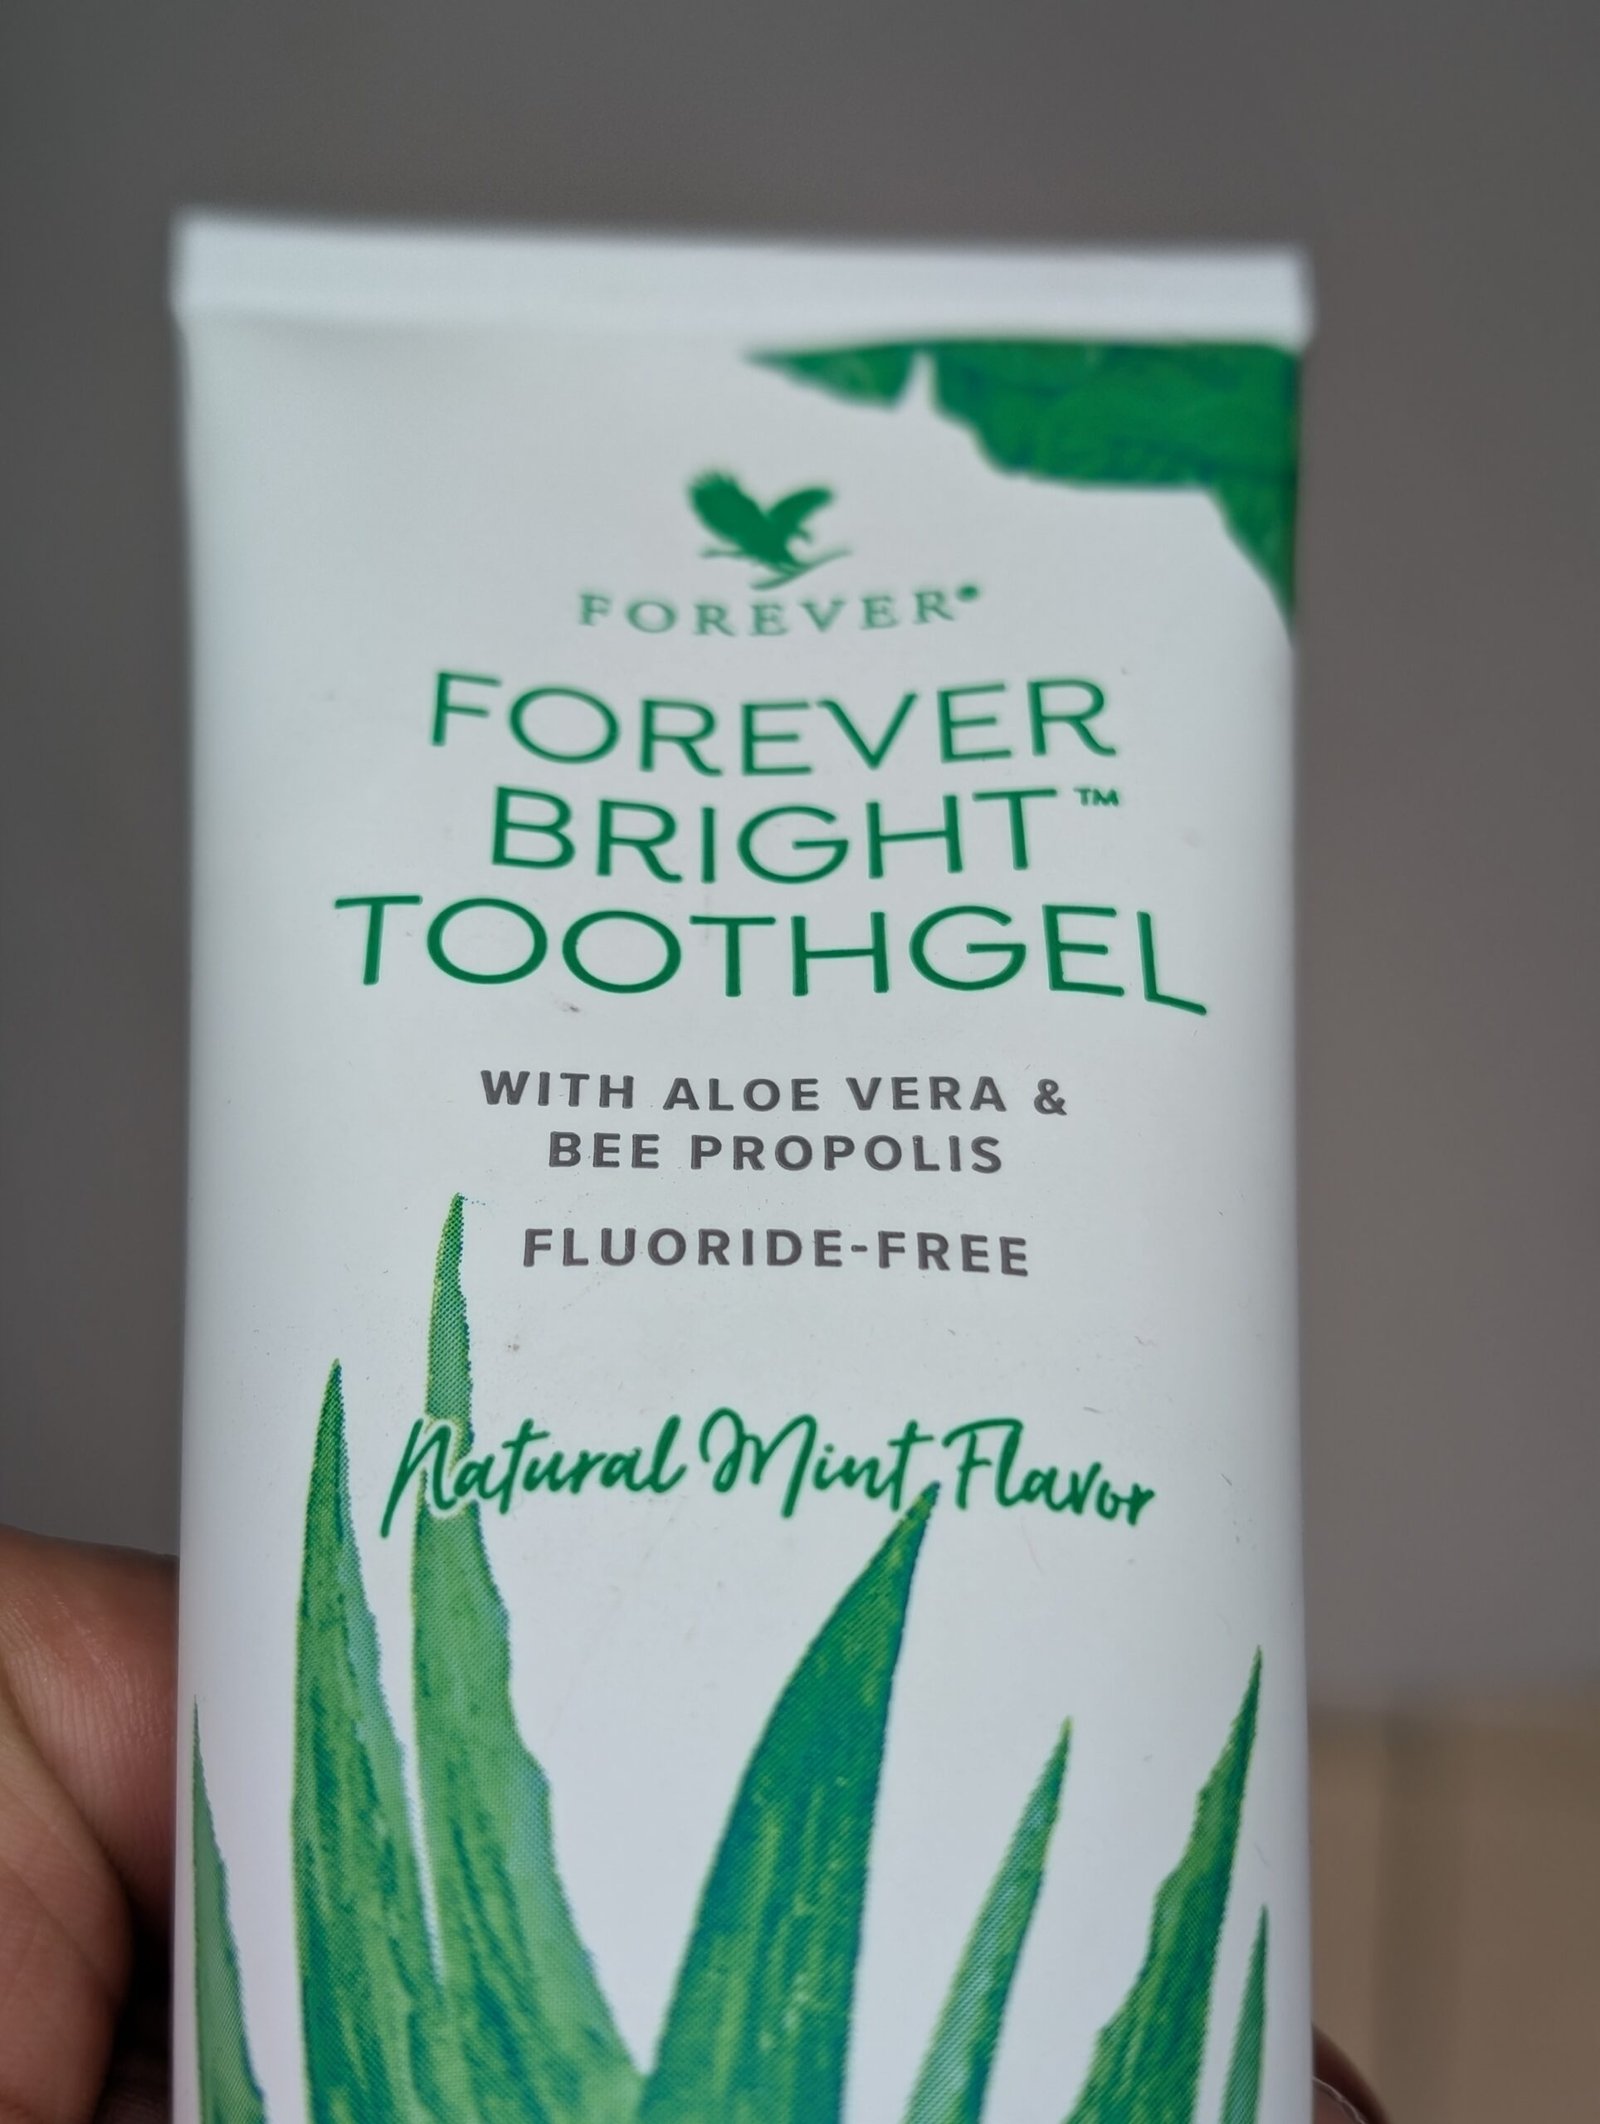 FOREVER®
FOREVER
BRIGHT™
TOOTHGEL
WITH ALOE VERA &
BEE PROPOLIS
FLUORIDE-FREE
Natural Mint Flavor